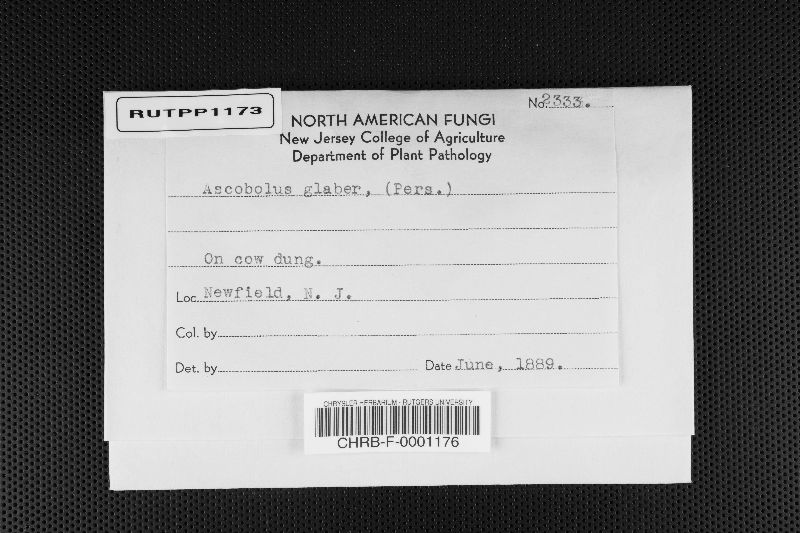 No 2333.
RUTPP1173
NORTH AMERICAN FUNGI
New Jersey College of Agriculture
Department of Plant Pathology
Ascobolus glaber, (Pers.)
On cow dung.
Loc. Newfield, N. J.
Col. by
Det. by
Date June, 1889.
CHRYSLER HERBARIUM - RUTGERS UNIVERSITY
CHRB-F-0001176